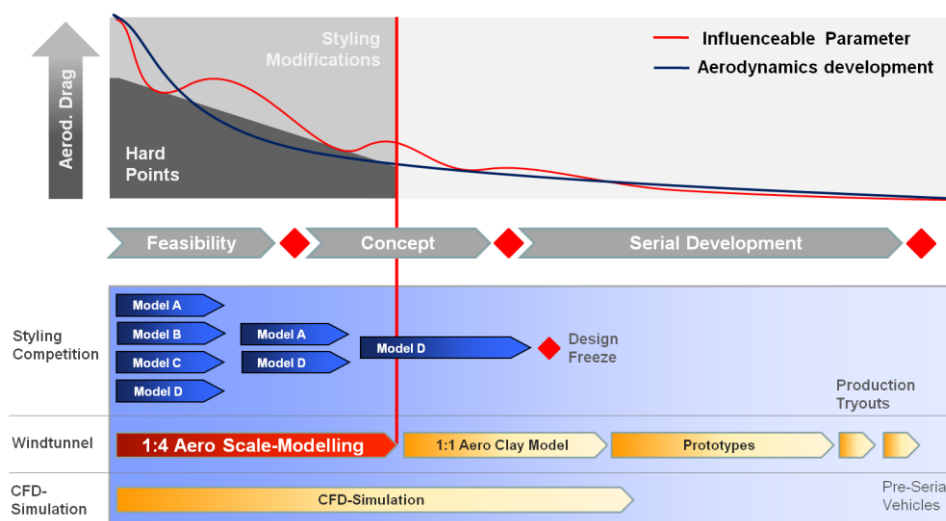 Styling
Modifications
Influenceable Parameter
Aerodynamics development
Aerod. Drag
Hard
Points
Feasibility
Concept
Serial Development
Styling
Competition
Model A
Model B
Model C
Model D
Model A
Model D
Model D
Design
Freeze
Production
Tryouts
Windtunnel
1:4 Aero Scale-Modelling
1:1 Aero Clay Model
Prototypes
CFD-
Simulation
CFD-Simulation
Pre-Serial
Vehicles